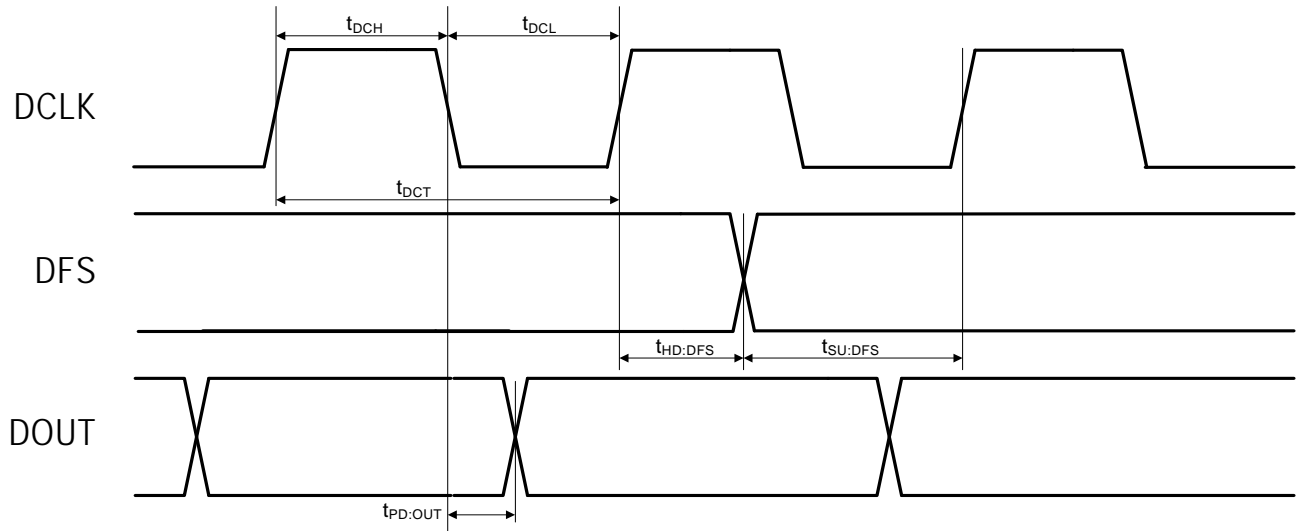 tDCH
tDCL
DCLK
tDCT
DFS
tHD:DFS
tSU:DFS
DOUT
tPD:OUT